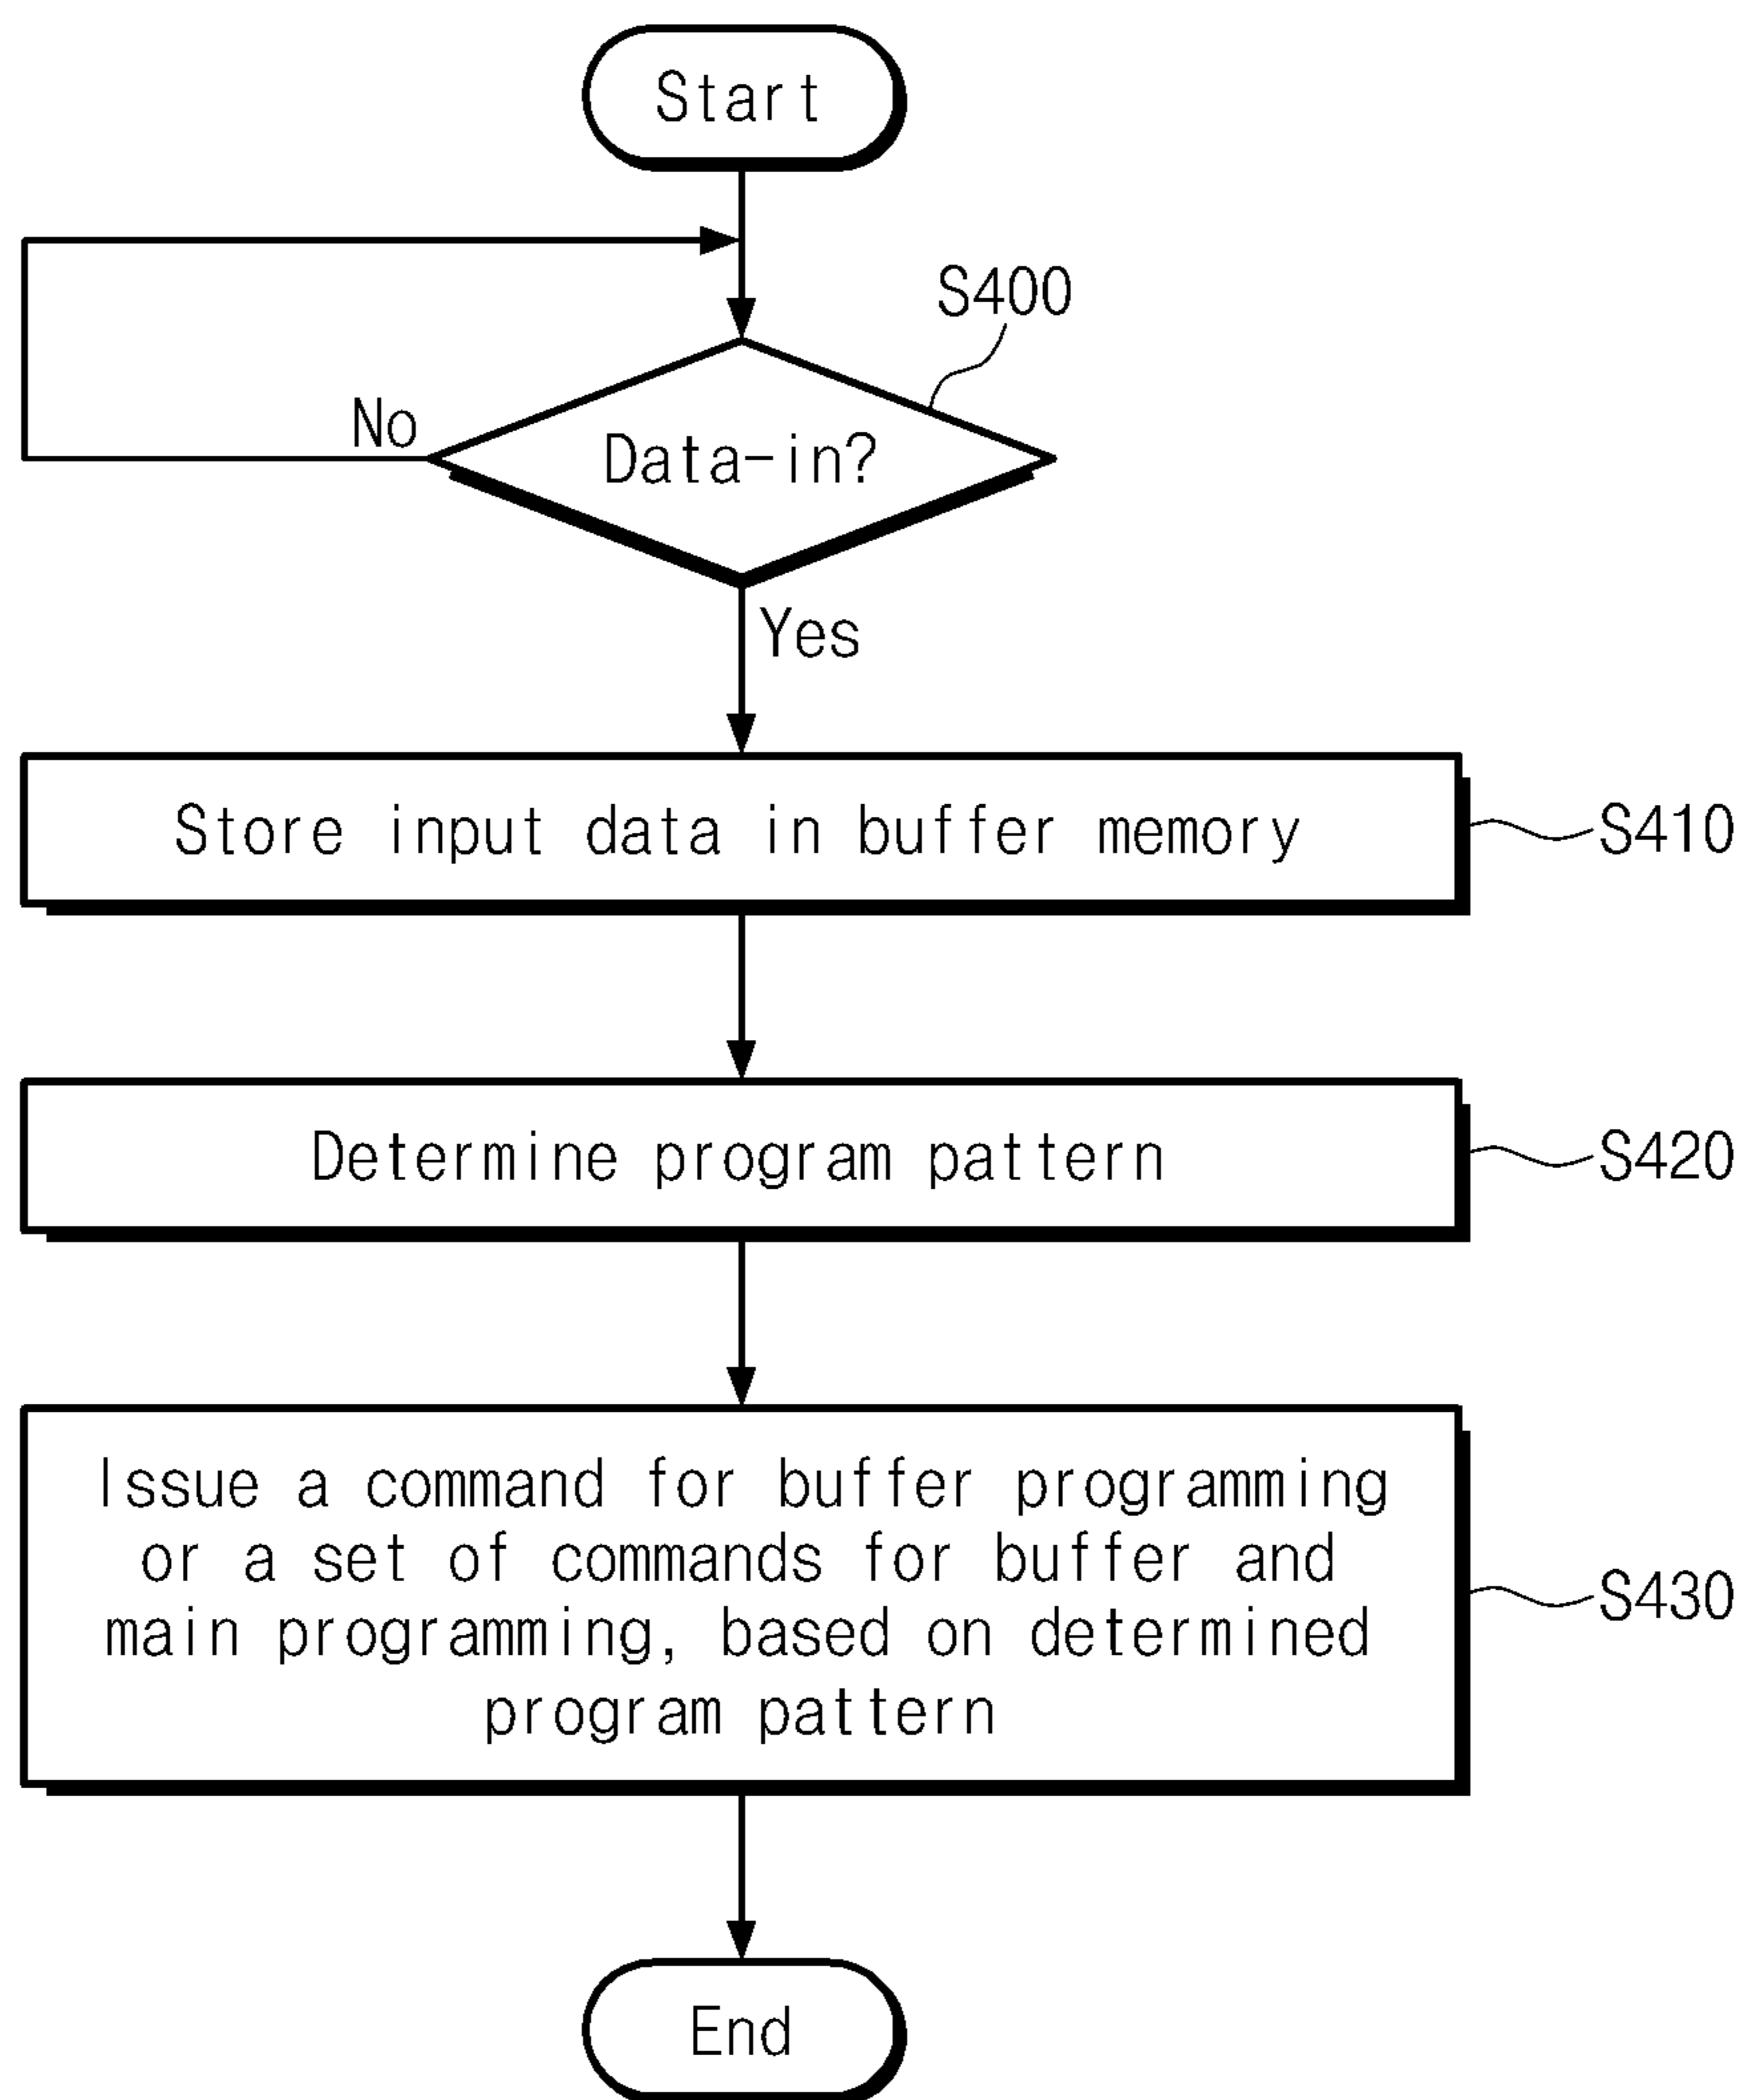 Start
S400
No
Data-in?
Yes
Store input data in buffer memory
S410
Determine program pattern
S420
Issue a command for buffer programming
or a set of commands for buffer and
main programming, based on determined
program pattern
S430
End